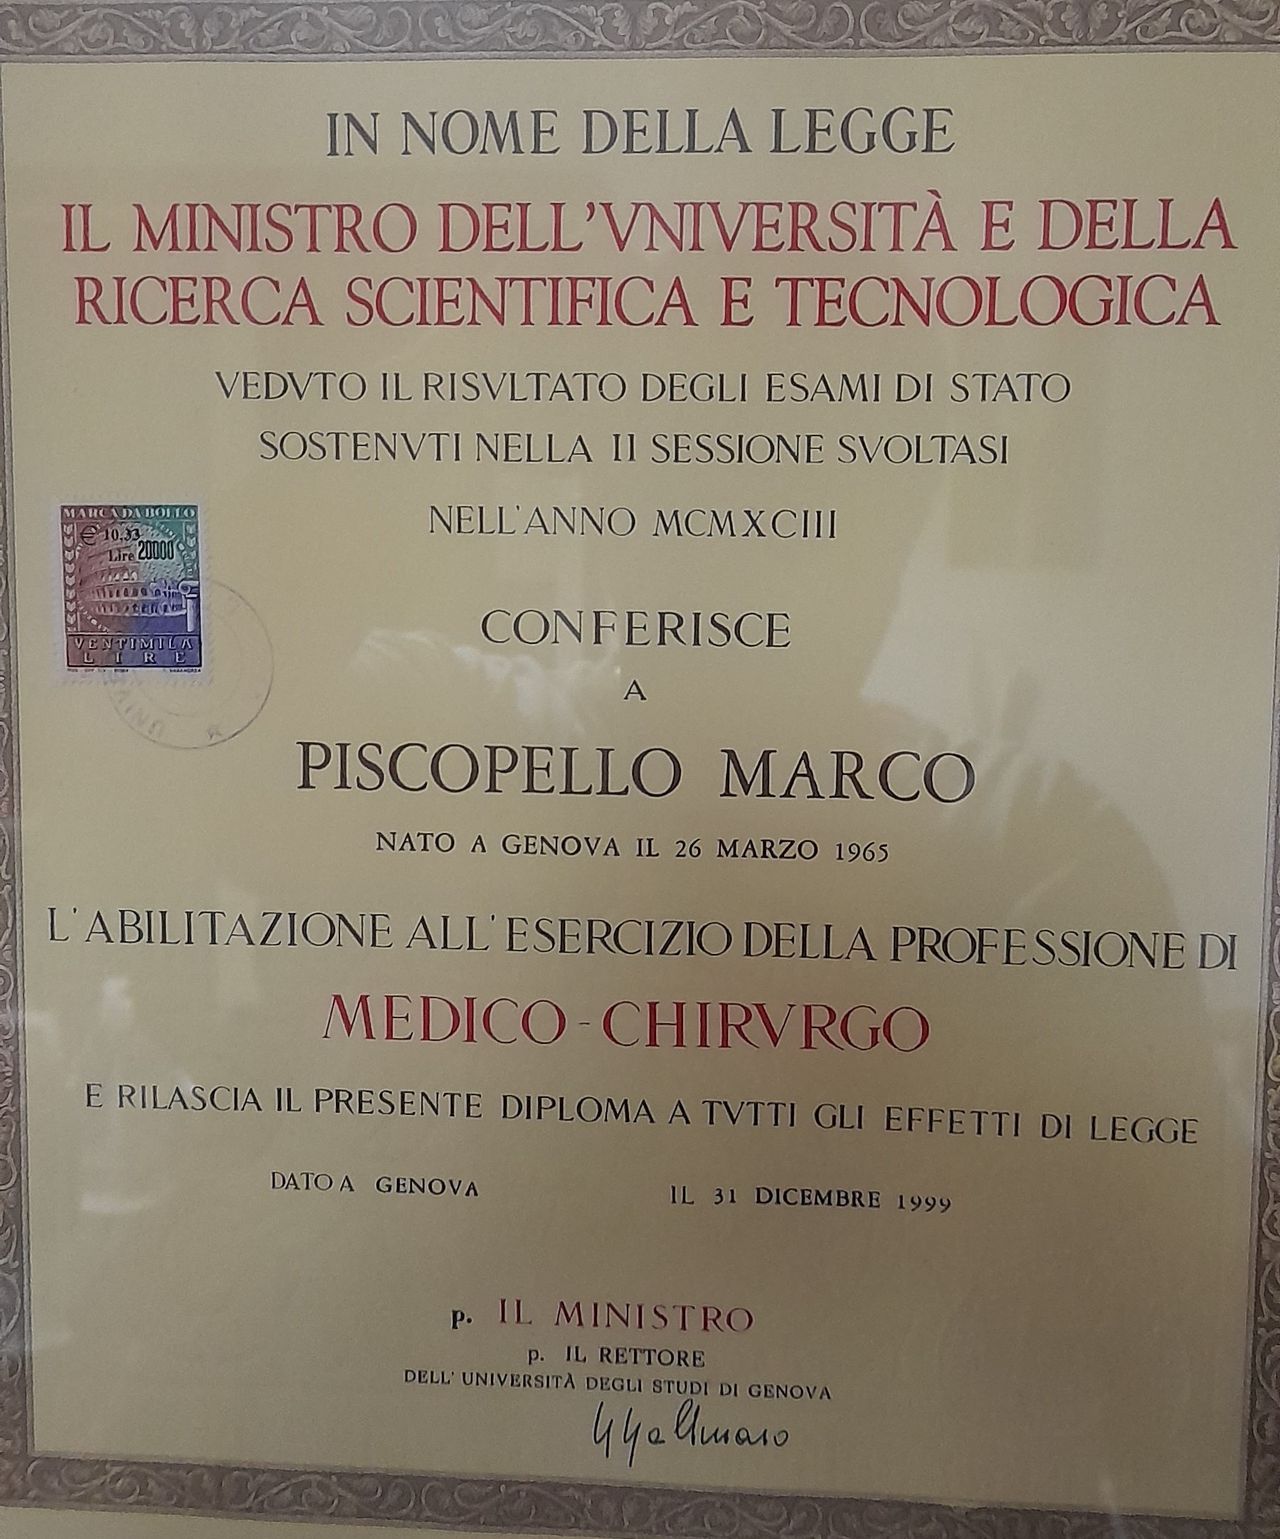 IN NOME DELLA LEGGE
IL MINISTRO DELL'VNIVERSITÀ E DELLA
RICERCA SCIENTIFICA E TECNOLOGICA
VEDVTO IL RISVLTATO DEGLI ESAMI DI STATO
SOSTENVTI NELLA II SESSIONE SVOLTASI
MARCA DA BOLLO
NELL'ANNO MCMXCIII
€ 10,33
Lire 20000
CONFERISCE
VENTIMILA
LIRE
A
PISCOPELLO MARCO
NATO A GENOVA IL 26 MARZO 1965
L'ABILITAZIONE ALL'ESERCIZIO DELLA PROFESSIONE DI
MEDICO-CHIRVRGO
E RILASCIA IL PRESENTE DIPLOMA A TVTTI GLI EFFETTI DI LEGGE
DATO A GENOVA IL 31 DICEMBRE 1999
p. IL MINISTRO
p. IL RETTORE
DELL'UNIVERSITÀ DEGLI STUDI DI GENOVA